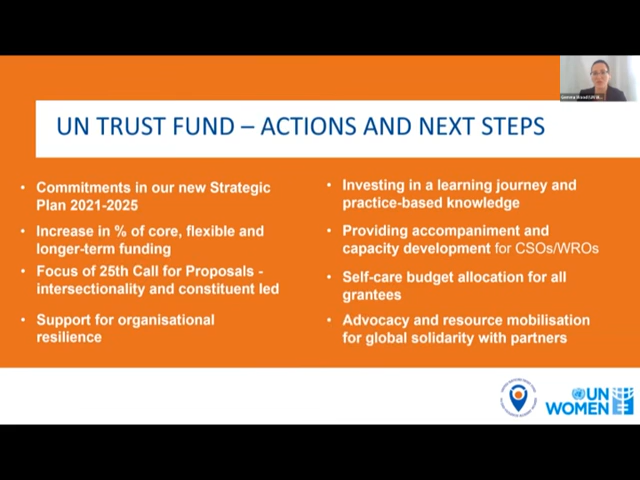 UN TRUST FUND – ACTIONS AND NEXT STEPS
• Commitments in our new Strategic
Plan 2021-2025
• Increase in % of core, flexible and
longer-term funding
• Focus of 25th Call for Proposals -
intersectionality and constituent led
• Support for organisational
resilience
• Investing in a learning journey and
practice-based knowledge
• Providing accompaniment and
capacity development for CSOs/WROs
• Self-care budget allocation for all
grantees
• Advocacy and resource mobilisation
for global solidarity with partners
UN
WOMEN